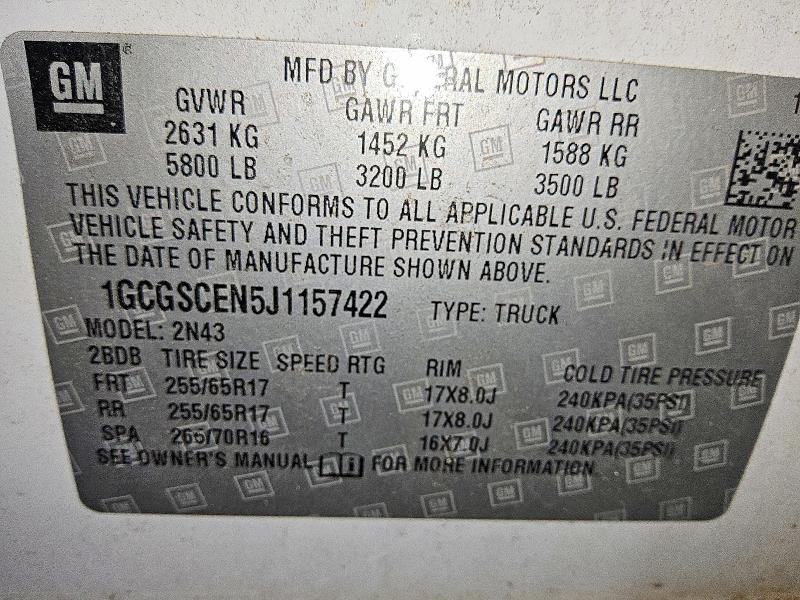 GM
MFD BY GENERAL MOTORS LLC
GVWR GAWR FRT GAWR RR
2631 KG 1452 KG 1588 KG
5800 LB 3200 LB 3500 LB
THIS VEHICLE CONFORMS TO ALL APPLICABLE U.S. FEDERAL MOTOR
VEHICLE SAFETY AND THEFT PREVENTION STANDARDS IN EFFECT ON
THE DATE OF MANUFACTURE SHOWN ABOVE.
1GCGSCEN5J1157422 TYPE: TRUCK
MODEL: 2N43
2BDB TIRE SIZE SPEED RTG RIM COLD TIRE PRESSURE
FRT 255/65R17 T 17X8.0J 240KPA(35PSI)
RR 255/65R17 T 17X8.0J 240KPA(35PSI)
SPA 265/70R16 T 16X7.0J 240KPA(35PSI)
SEE OWNER'S MANUAL FOR MORE INFORMATION